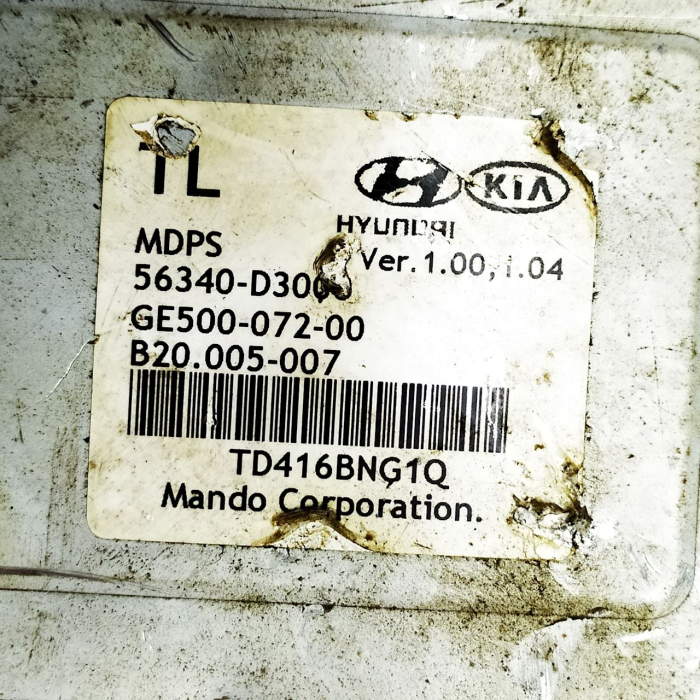 TL
KIA
HYUNDAI
MDPS
Ver.1.00,1.04
56340-D3000
GE500-072-00
B20.005-007
TD416BNG1Q
Mando Corporation.